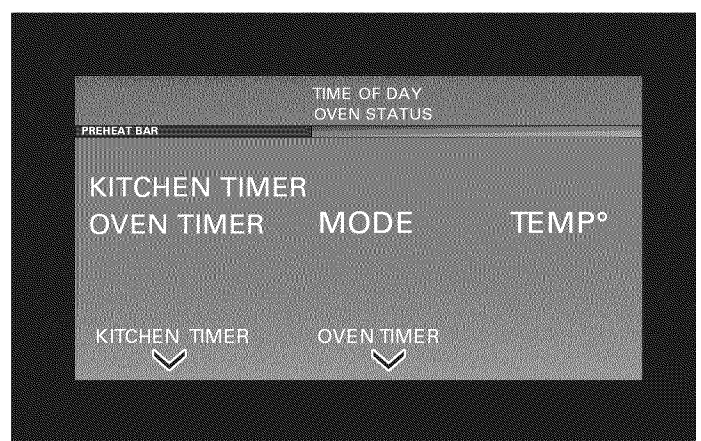 TIME OF DAY
OVEN STATUS
PREHEAT BAR
KITCHEN TIMER
OVEN TIMER MODE TEMP°
KITCHEN TIMER OVEN TIMER